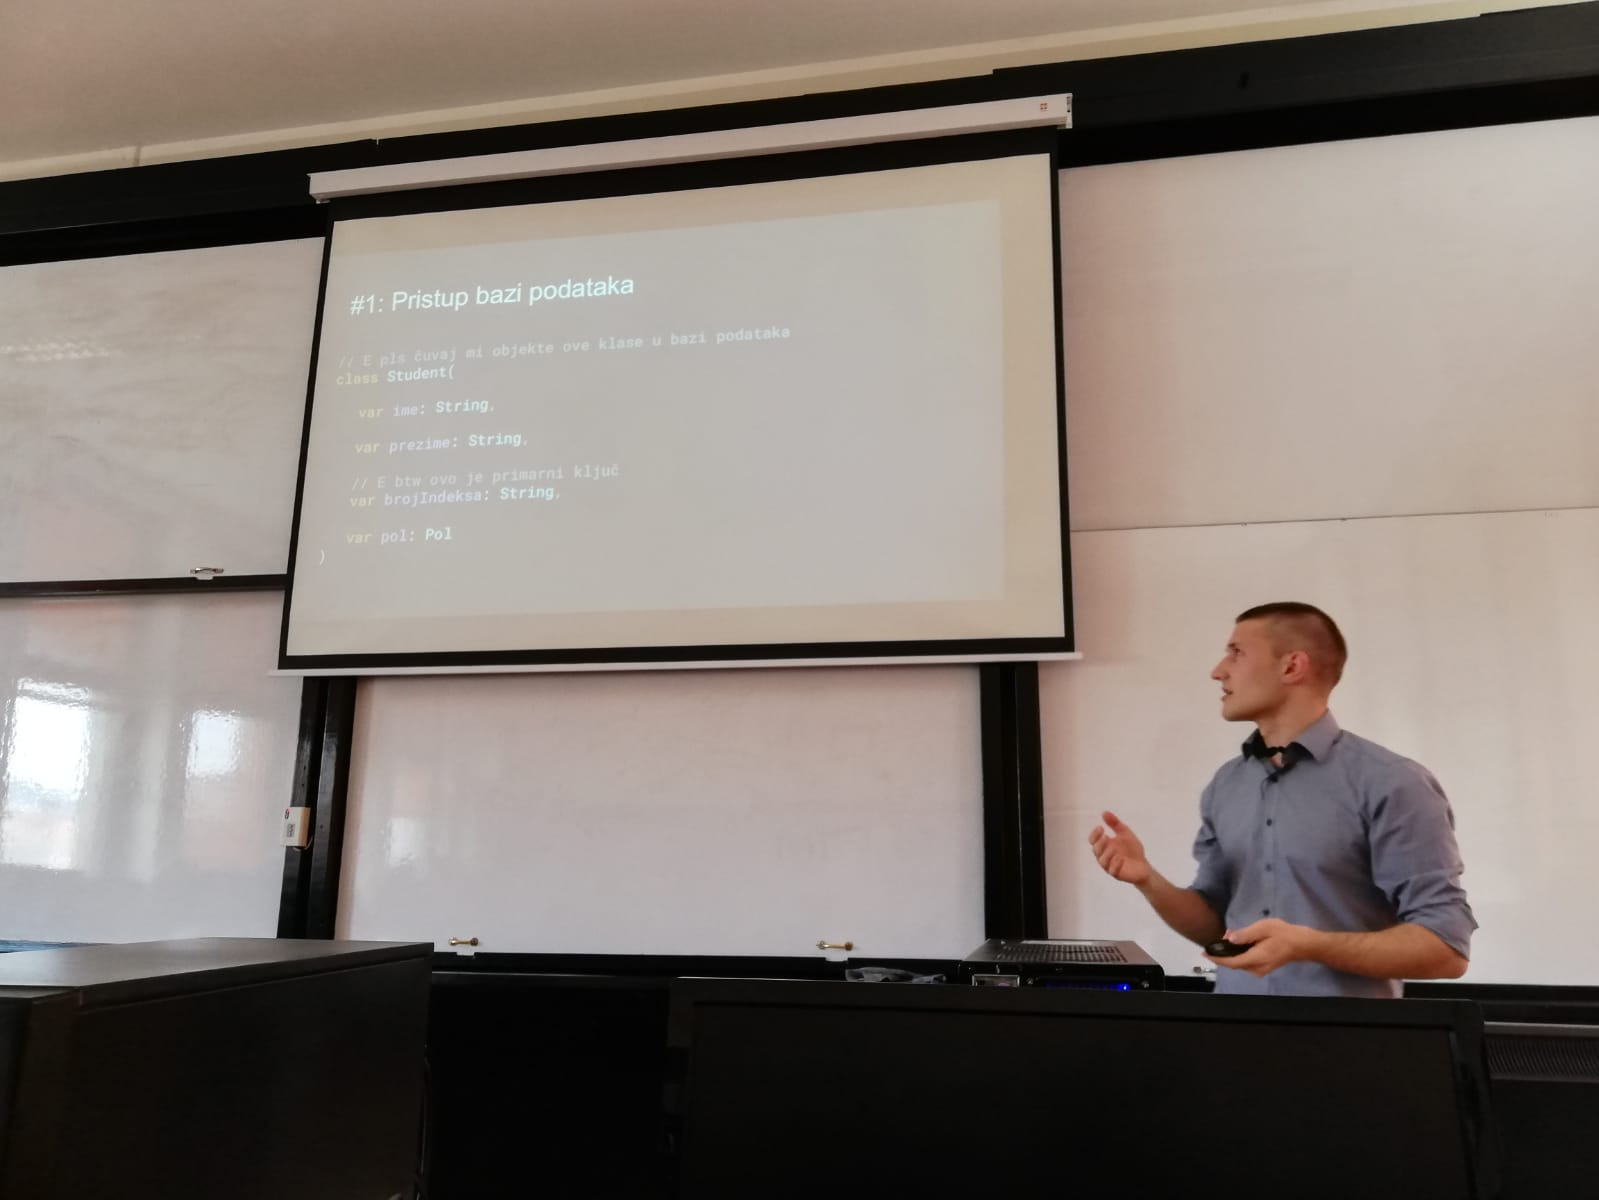 #1: Pristup bazi podataka
// E pls čuvaj mi objekte ove klase u bazi podataka
class Student(
var ime: String,
var prezime: String,
// E btw ovo je primarni ključ
var brojIndeksa: String,
var pol: Pol
)